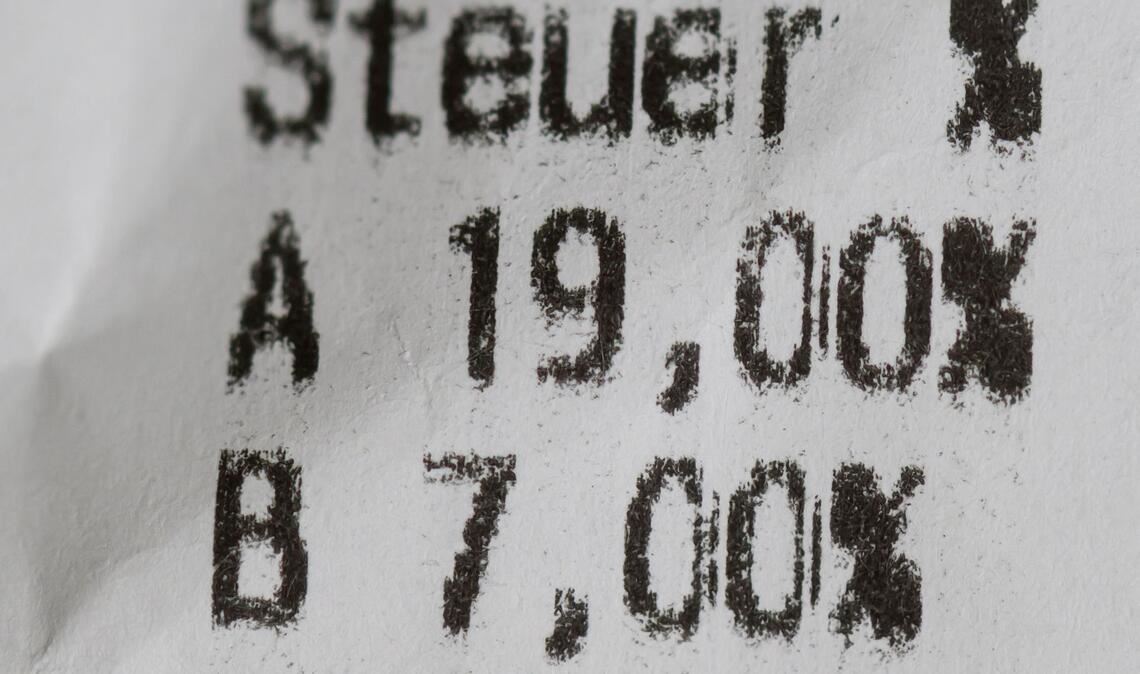 Steuer %
A 19,00%
B 7,00%